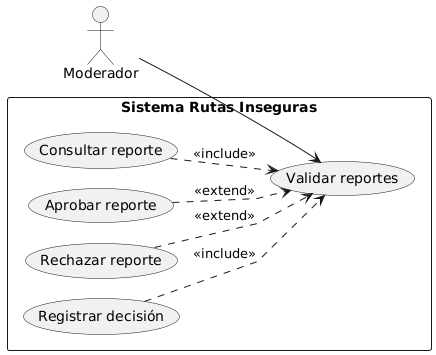 Moderador
Sistema Rutas Inseguras
Consultar reporte
«include»
Validar reportes
Aprobar reporte
«extend»
«extend»
Rechazar reporte
«include»
Registrar decisión